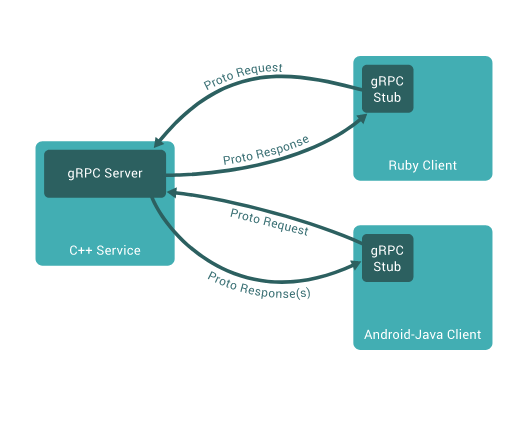 Proto Request
gRPC
Stub
Proto Response
Ruby Client
gRPC Server
C++ Service
Proto Request
gRPC
Stub
Proto Response(s)
Android-Java Client